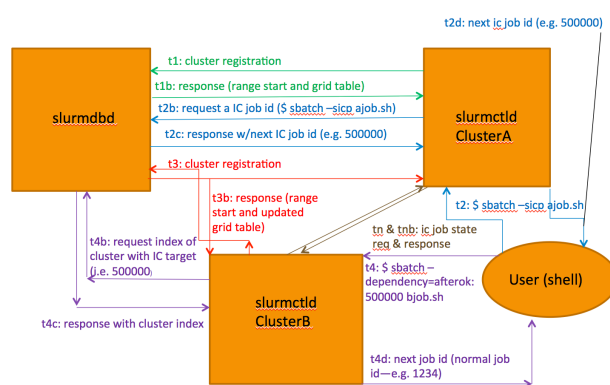 t2d: next ic job id (e.g. 500000)
t1: cluster registration
t1b: response (range start and grid table)
t2b: request a IC job id ($ sbatch –sicp ajob.sh)
t2c: response w/next IC job id (e.g. 500000)
t3: cluster registration
slurmdbd
slurmctld
ClusterA
t3b: response (range
start and updated
grid table)
t2: $ sbatch –sicp ajob.sh
tn & tnb: ic job state
req & response
t4b: request index of
cluster with IC target
(i.e. 500000)
t4: $ sbatch –
dependency=afterok:
500000 bjob.sh
User (shell)
slurmctld
ClusterB
t4c: response with cluster index
t4d: next job id (normal job
id—e.g. 1234)